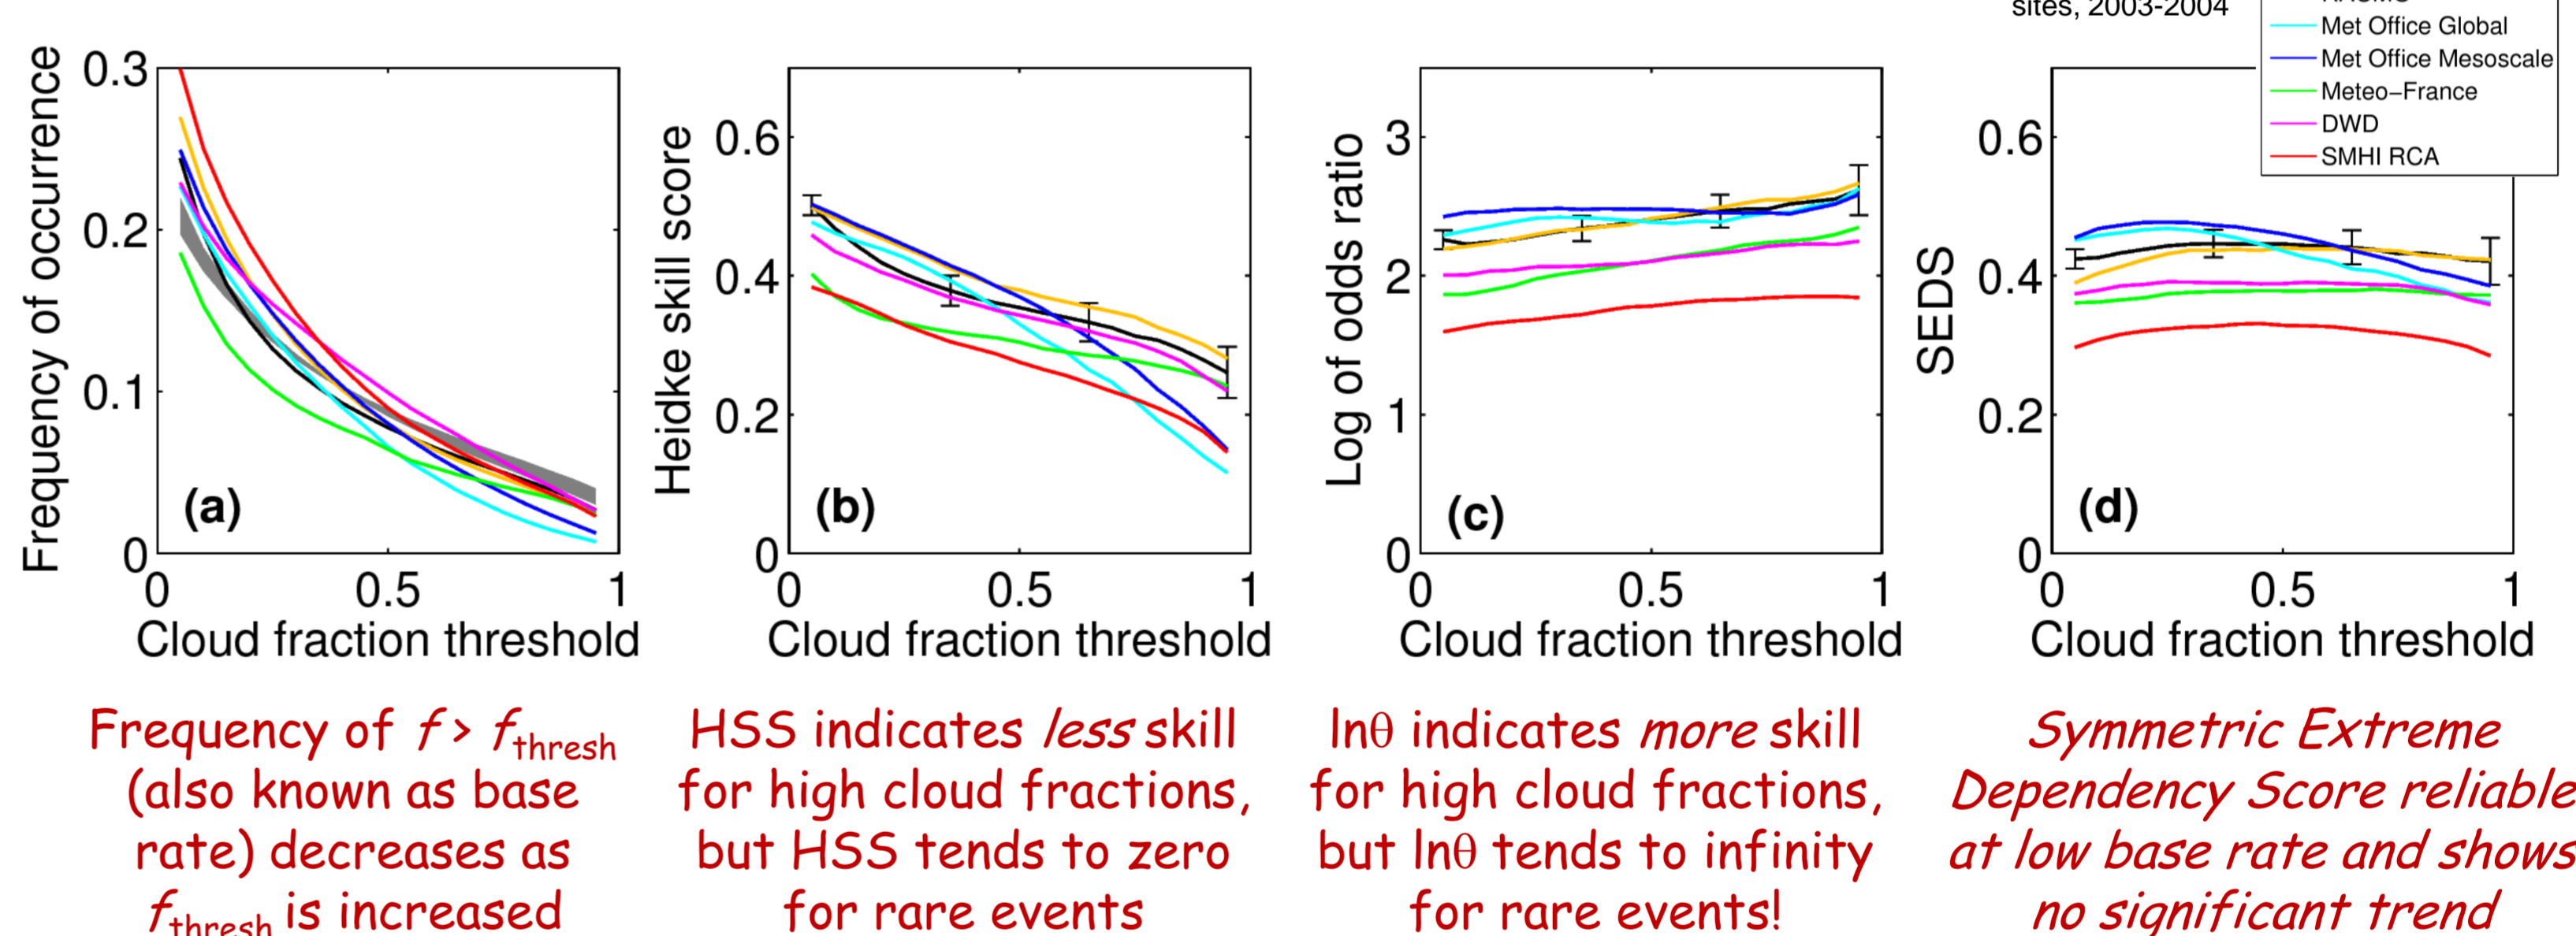 sites, 2003-2004
Met Office Global
Met Office Mesoscale
Meteo–France
DWD
SMHI RCA
Frequency of occurrence
0.3
0.2
0.1
0
0
0.5
1
Cloud fraction threshold
(a)
Heidke skill score
0.6
0.4
0.2
0
0
0.5
1
Cloud fraction threshold
(b)
Log of odds ratio
3
2
1
0
0
0.5
1
Cloud fraction threshold
(c)
SEDS
0.6
0.4
0.2
0
0
0.5
1
Cloud fraction threshold
(d)
Frequency of f > fthresh
(also known as base
rate) decreases as
fthresh is increased
HSS indicates less skill
for high cloud fractions,
but HSS tends to zero
for rare events
lnθ indicates more skill
for high cloud fractions,
but lnθ tends to infinity
for rare events!
Symmetric Extreme
Dependency Score reliable
at low base rate and shows
no significant trend